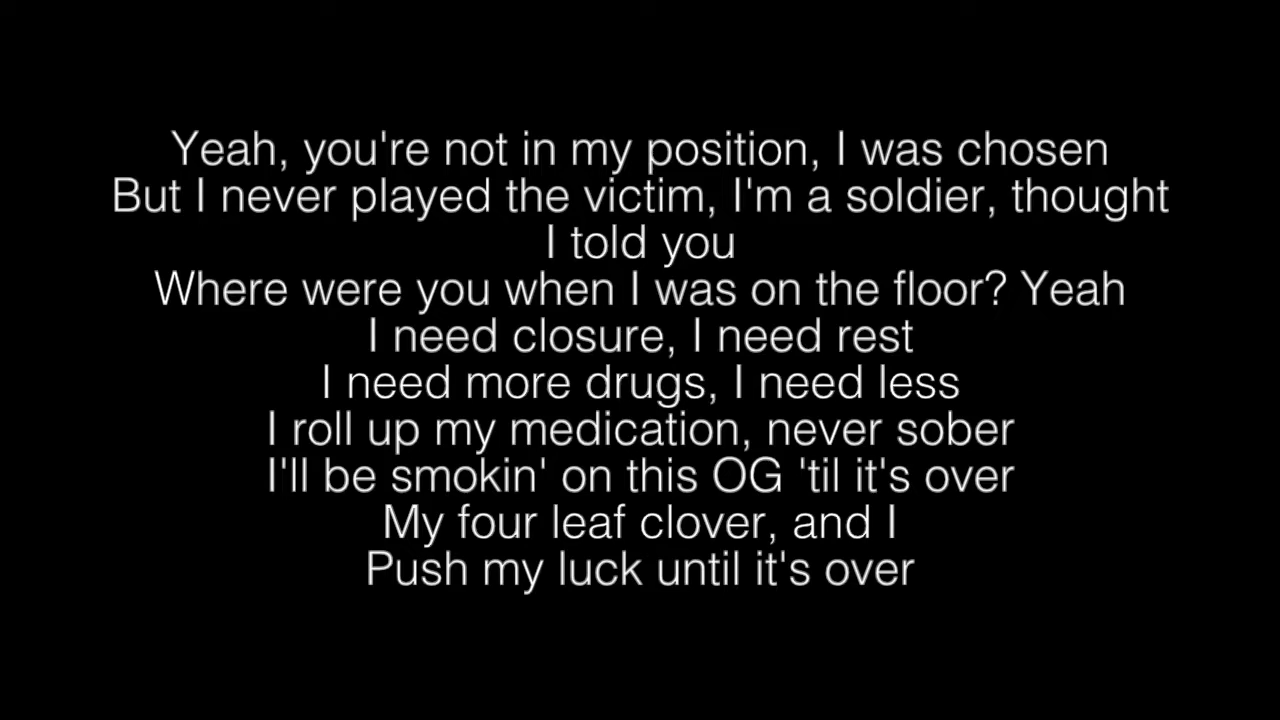 Yeah, you're not in my position, I was chosen
But I never played the victim, I'm a soldier, thought
I told you
Where were you when I was on the floor? Yeah
I need closure, I need rest
I need more drugs, I need less
I roll up my medication, never sober
I'll be smokin' on this OG 'til it's over
My four leaf clover, and I
Push my luck until it's over